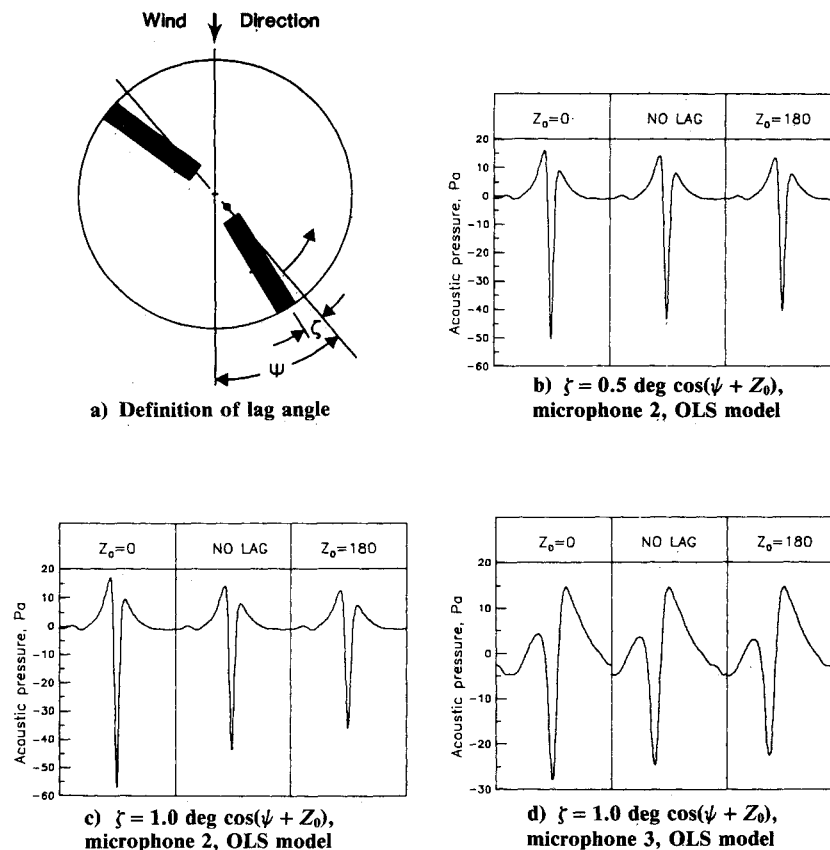 Wind Direction
ζ
Ψ
a) Definition of lag angle
Z₀=0 NO LAG Z₀=180
20
10
0
−10
−20
−30
−40
−50
−60
Acoustic pressure, Pa
b) ζ = 0.5 deg cos(ψ + Z₀),
microphone 2, OLS model
Z₀=0 NO LAG Z₀=180
20
10
0
−10
−20
−30
−40
−50
−60
Acoustic pressure, Pa
c) ζ = 1.0 deg cos(ψ + Z₀),
microphone 2, OLS model
Z₀=0 NO LAG Z₀=180
20
10
0
−10
−20
−30
Acoustic pressure, Pa
d) ζ = 1.0 deg cos(ψ + Z₀),
microphone 3, OLS model